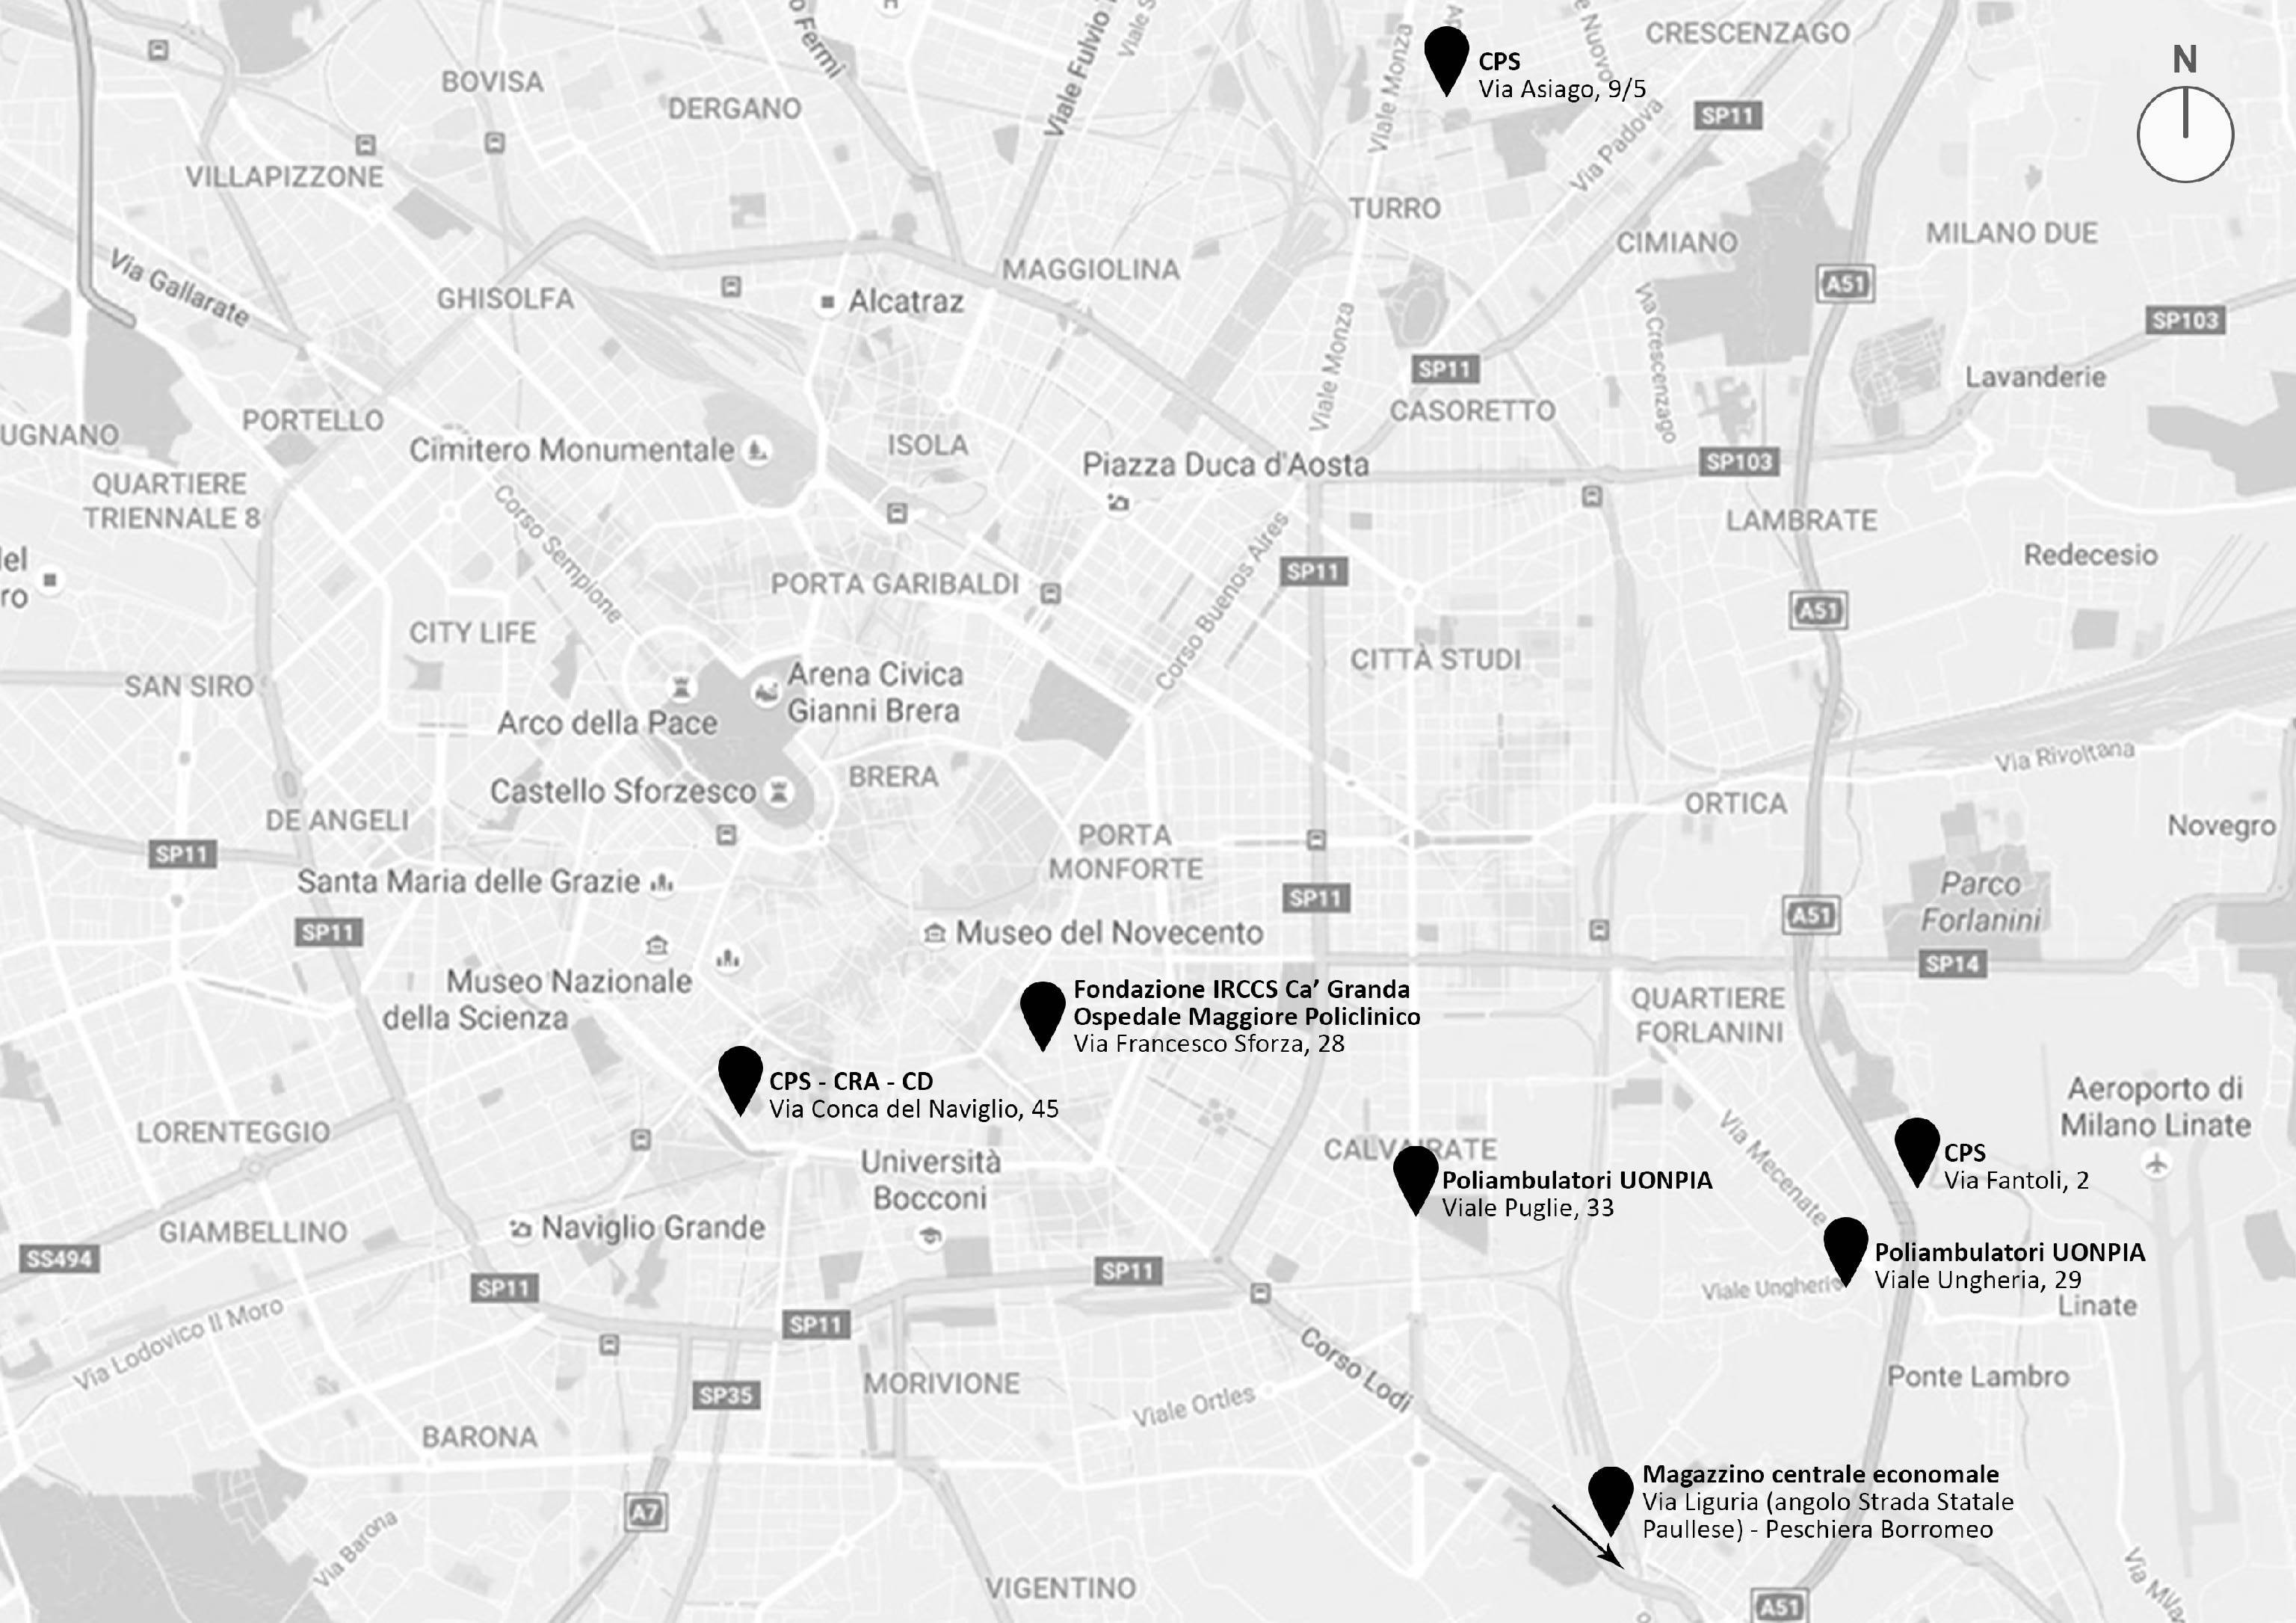 o Fermi
Viale Fulvio
Viale S
Viale Monza
e Nuovo
CRESCENZAGO
CPS
Via Asiago, 9/5
N
BOVISA
DERGANO
SP11
Via Padova
VILLAPIZZONE
TURRO
CIMIANO
MILANO DUE
Via Gallarate
MAGGIOLINA
A51
GHISOLFA
Alcatraz
Via Crescenzago
SP103
Viale Monza
SP11
Lavanderie
CASORETTO
PORTELLO
UGNANO
Cimitero Monumentale
ISOLA
Piazza Duca d'Aosta
SP103
QUARTIERE
TRIENNALE 8
Corso Sempione
LAMBRATE
del
ro
Redecesio
Corso Buenos Aires
SP11
PORTA GARIBALDI
A51
CITY LIFE
CITTÀ STUDI
SAN SIRO
Arena Civica
Gianni Brera
Arco della Pace
Via Rivoltana
BRERA
Castello Sforzesco
ORTICA
DE ANGELI
Novegro
PORTA
MONFORTE
SP11
Santa Maria delle Grazie
SP11
Parco
Forlanini
A51
SP11
Museo del Novecento
SP14
Museo Nazionale
della Scienza
Fondazione IRCCS Ca’ Granda
Ospedale Maggiore Policlinico
Via Francesco Sforza, 28
QUARTIERE
FORLANINI
CPS - CRA - CD
Via Conca del Naviglio, 45
Aeroporto di
Milano Linate
LORENTEGGIO
CALVAIRATE
Via Mecenate
CPS
Via Fantoli, 2
Università
Bocconi
Poliambulatori UONPIA
Viale Puglie, 33
GIAMBELLINO
Naviglio Grande
SS494
SP11
SP11
Poliambulatori UONPIA
Viale Ungheria, 29
Viale Ungheria
Linate
Via Lodovico Il Moro
SP11
Corso Lodi
SP35
MORIVIONE
Viale Ortles
Ponte Lambro
BARONA
Magazzino centrale economale
Via Liguria (angolo Strada Statale
Paullese) - Peschiera Borromeo
A7
Via Barona
VIGENTINO
A51
Via Mila